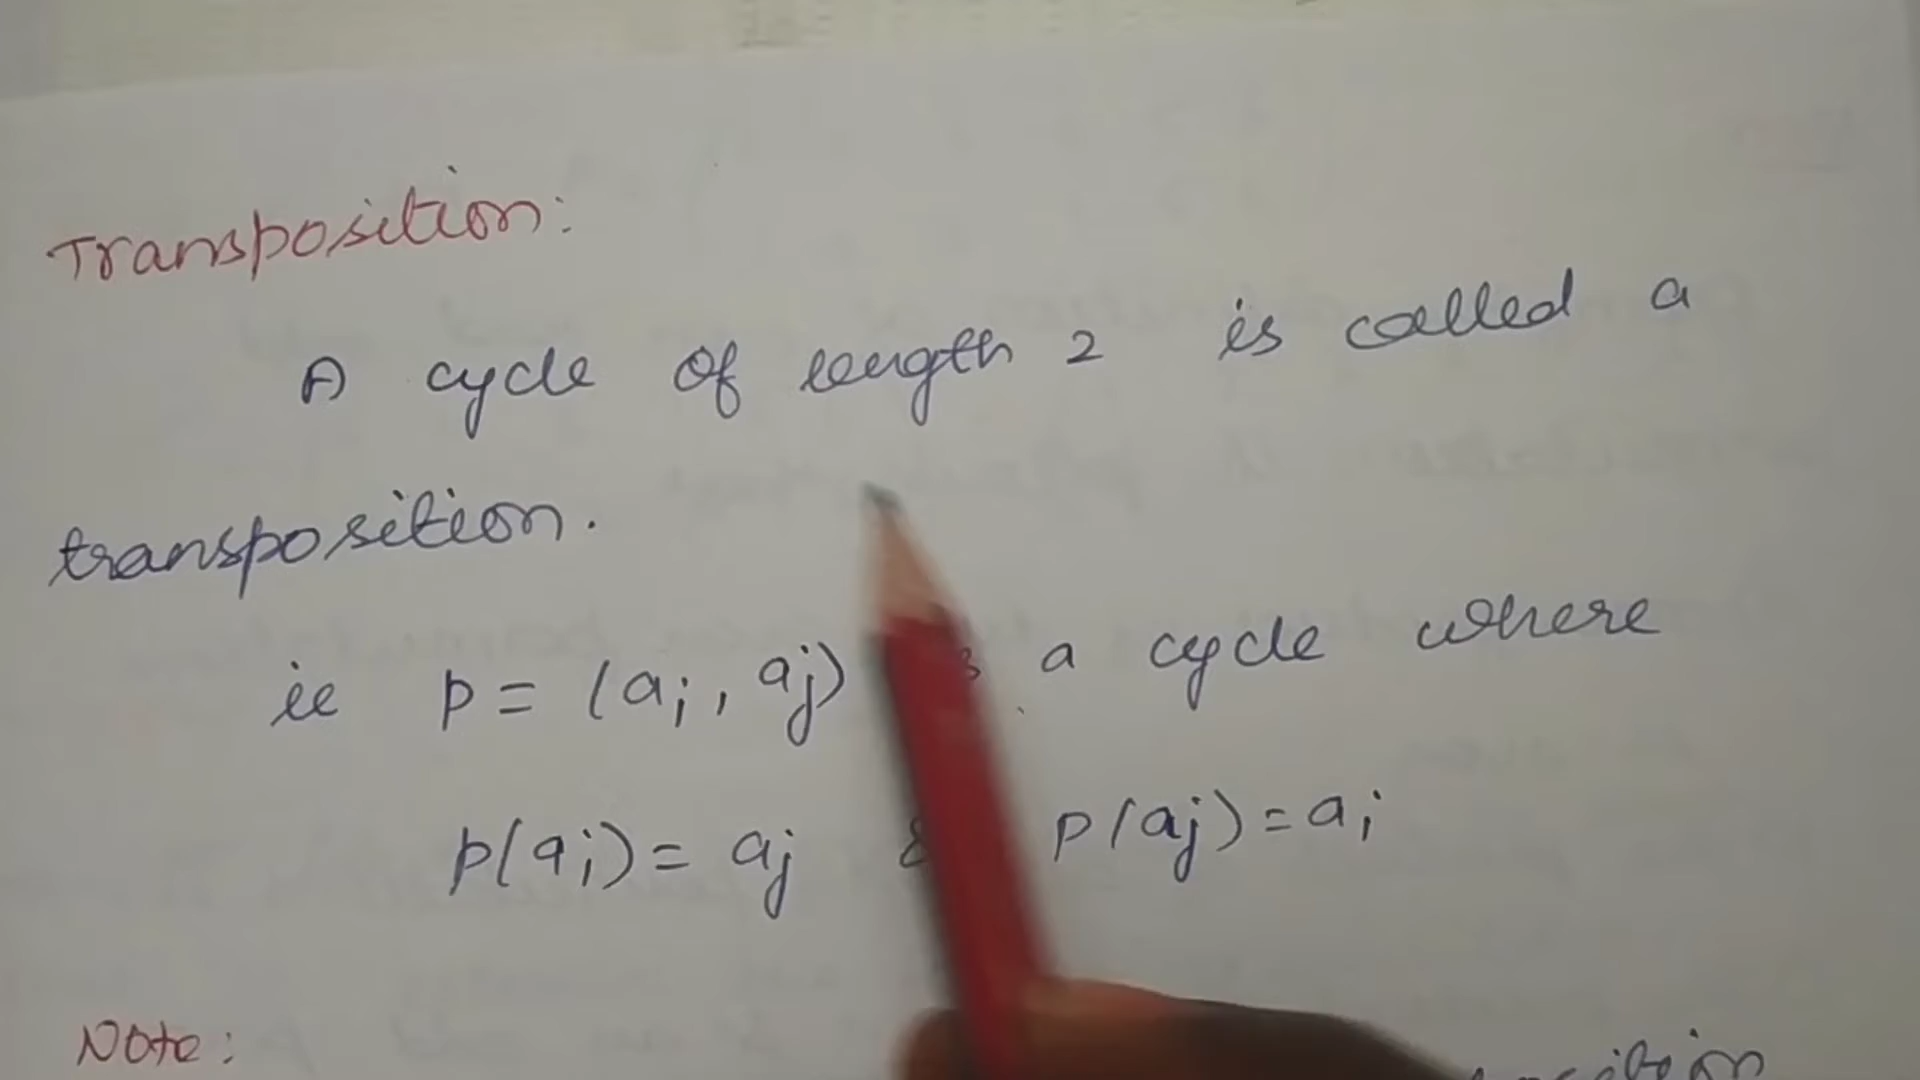 Transposition:
A cycle of length 2 is called a
transposition.
ie p = (ai, aj) a cycle where
p(ai) = aj & p(aj) = ai
Note: